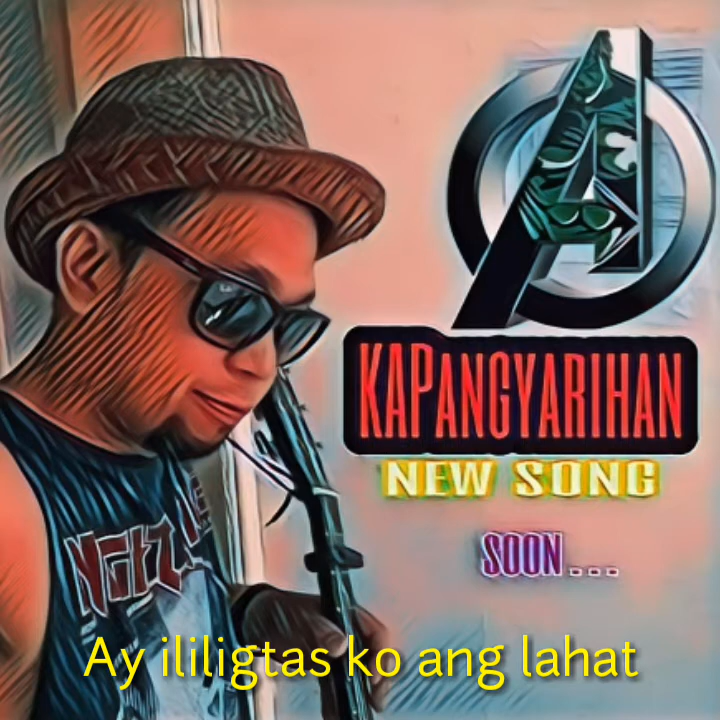 A
KAPANGYARIHAN
NEW SONG
SOON...
Ay ililigtas ko ang lahat